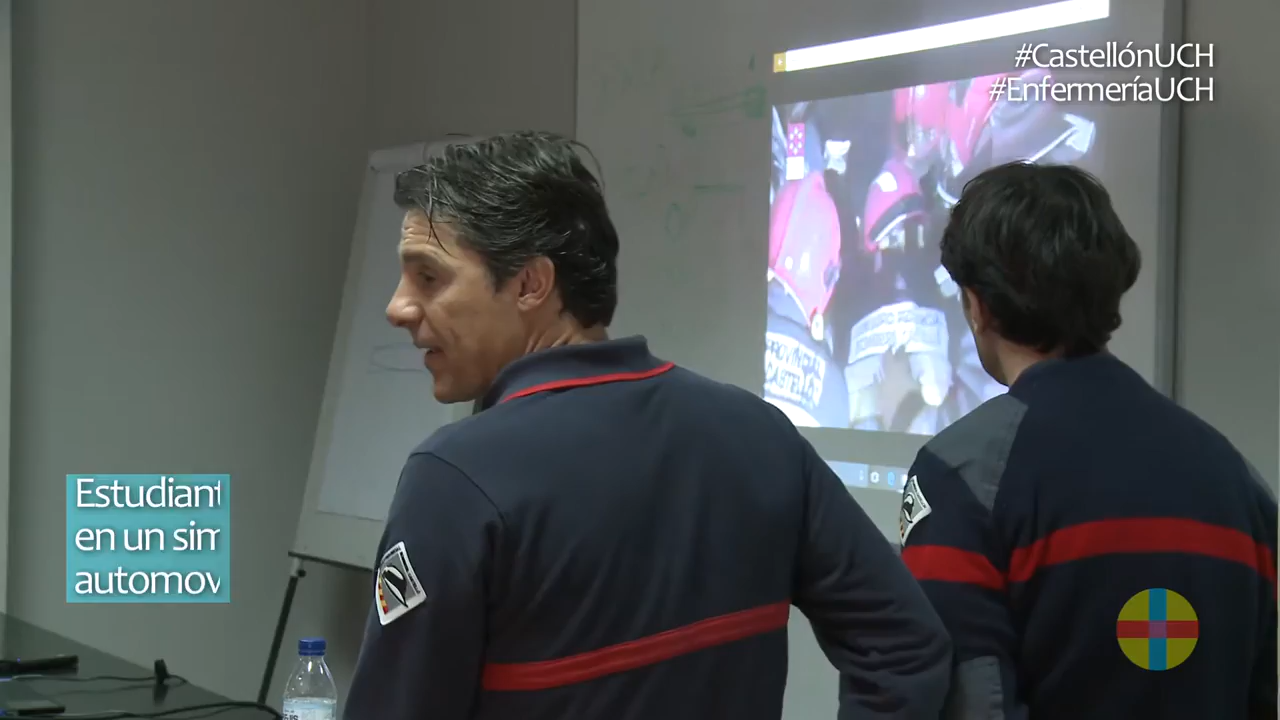 #CastellónUCH
#EnfermeríaUCH
Estudiant
en un sim
automov